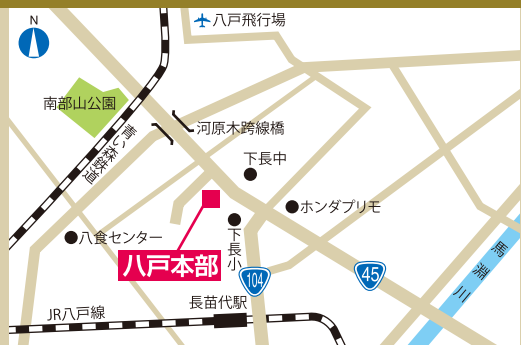 N
八戸飛行場
南部山公園
青い森鉄道
河原木跨線橋
下長中
ホンダプリモ
下長小
八食センター
八戸本部
104
45
馬淵川
長苗代駅
JR八戸線